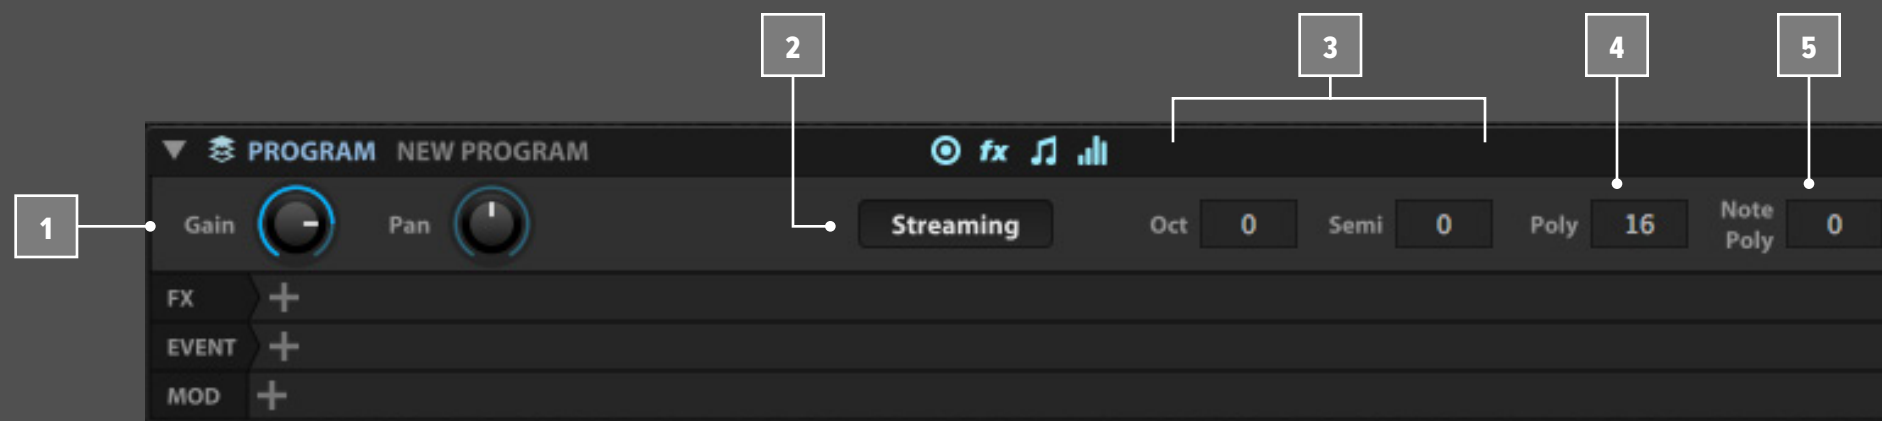 2
3
4
5
PROGRAM NEW PROGRAM fx
1
Gain Pan Streaming Oct 0 Semi 0 Poly 16 Note Poly 0
FX
EVENT
MOD